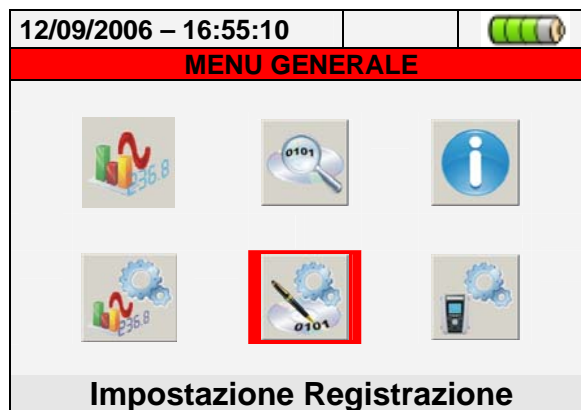 12/09/2006 – 16:55:10
MENU GENERALE
236.8
0101
236.8
0101
Impostazione Registrazione